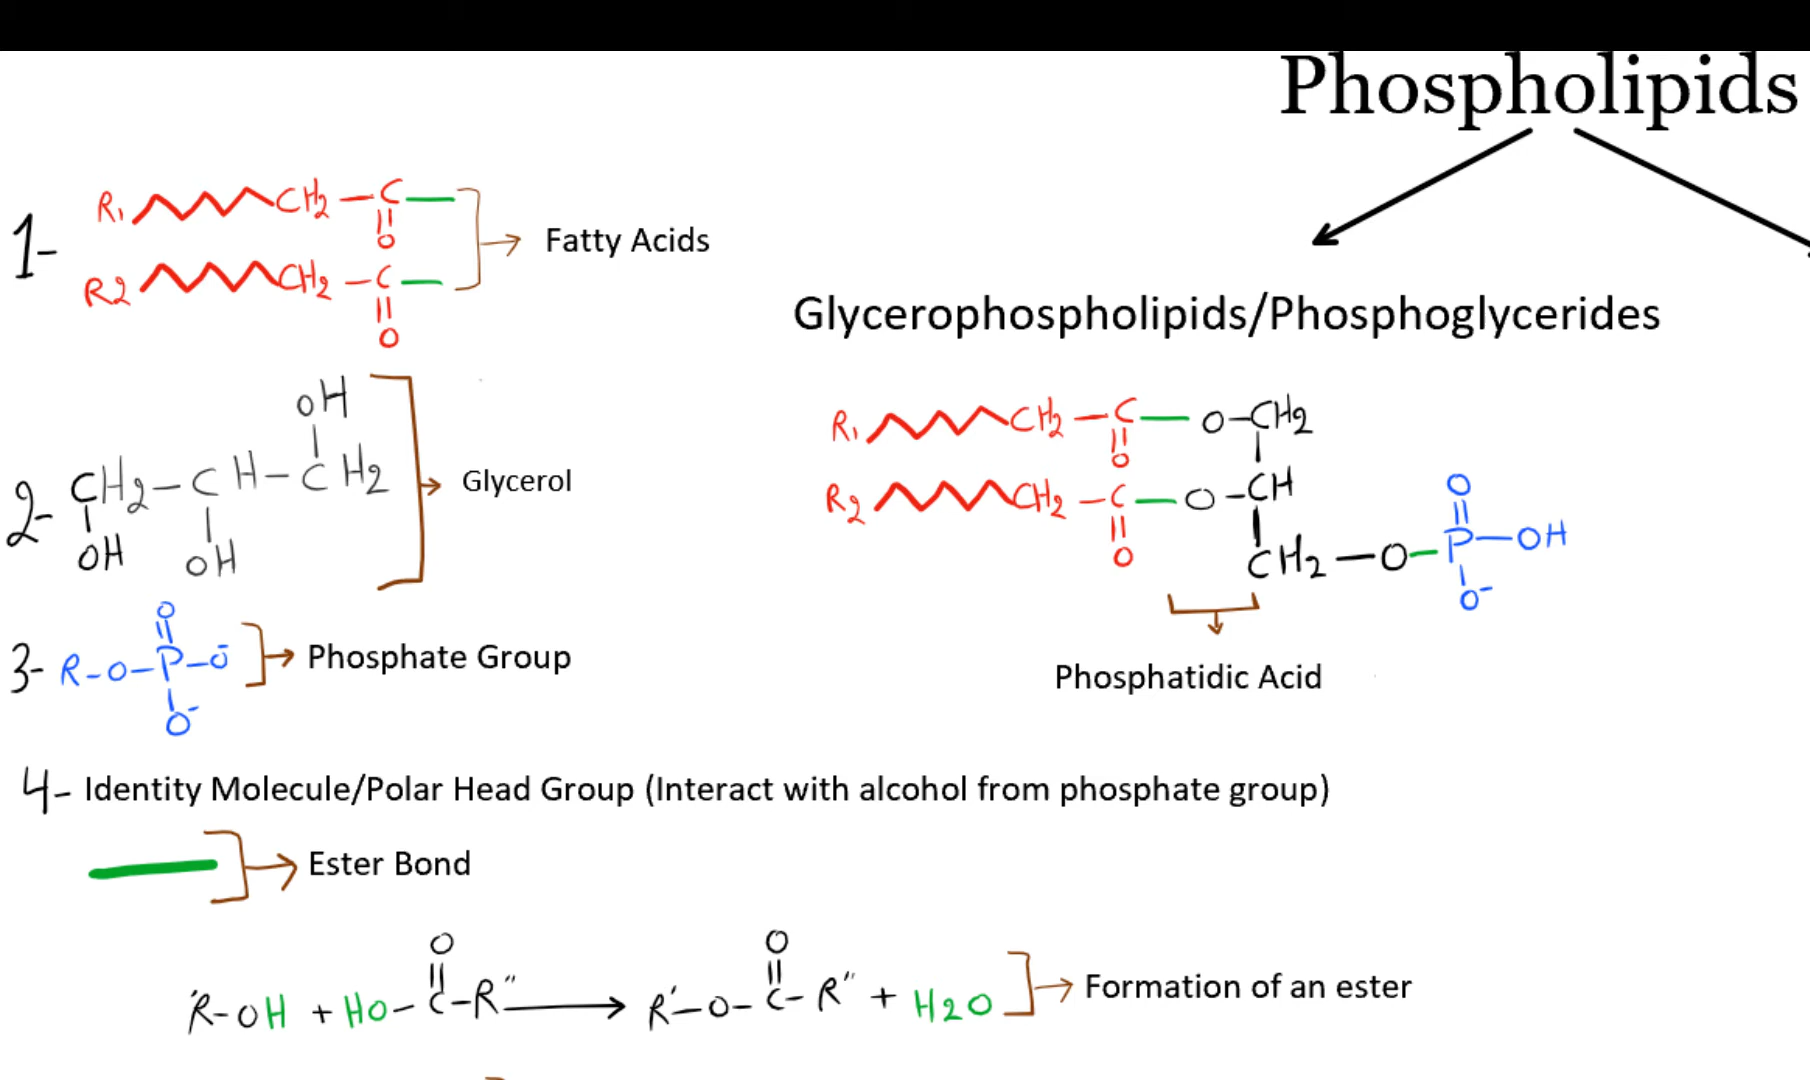 Phospholipids
1-
R₁ CH₂ – C –
O
R2 CH₂ – C –
O
Fatty Acids
OH
2- CH₂ – CH – CH₂
OH OH
Glycerol
O
3- R-O-P-O⁻
O⁻
Phosphate Group
4- Identity Molecule/Polar Head Group (Interact with alcohol from phosphate group)
Ester Bond
O O
R'-OH + HO-C-R" → R'-O-C-R" + H2O
Formation of an ester
Glycerophospholipids/Phosphoglycerides
R₁ CH₂ – C – O-CH₂
O
R₂ CH₂ – C – O-CH
O
O
CH₂ – O – P – OH
O⁻
Phosphatidic Acid